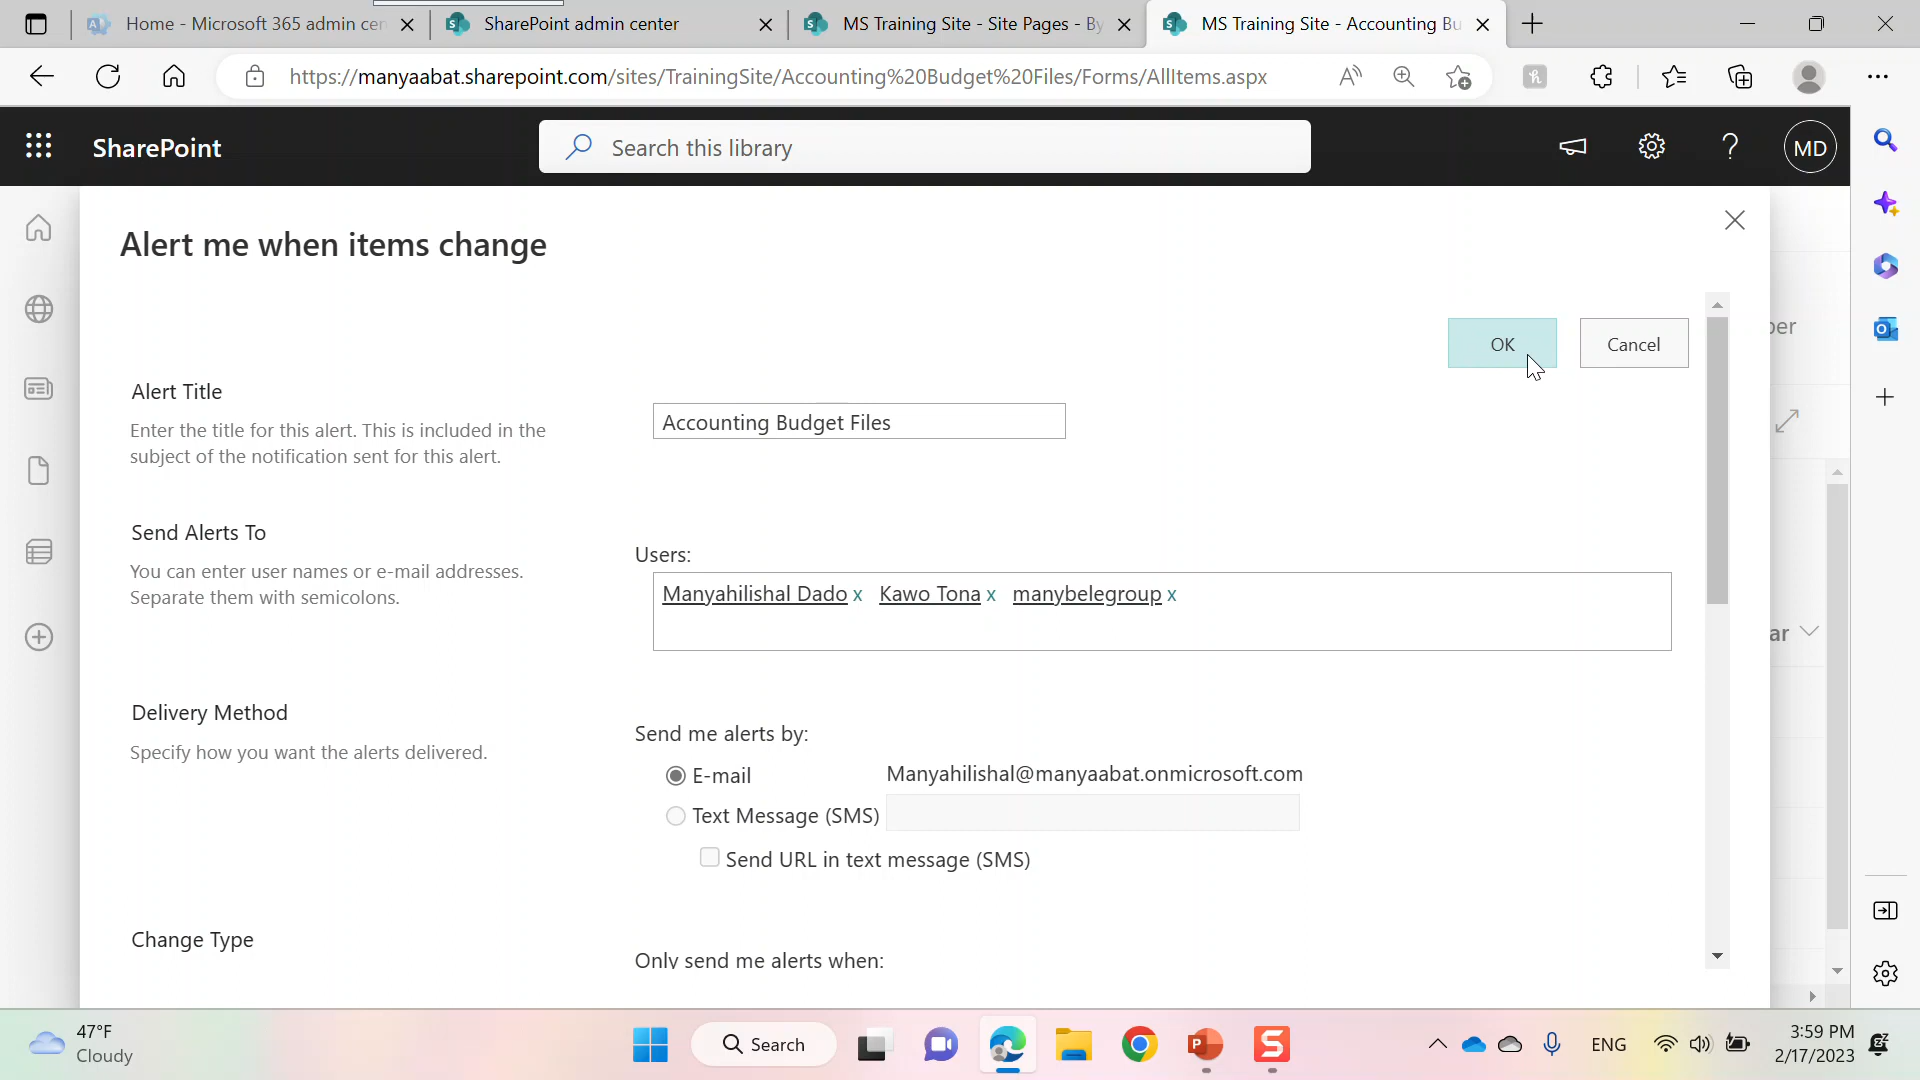 Home - Microsoft 365 admin cen
SharePoint admin center
MS Training Site - Site Pages - By
MS Training Site - Accounting Bu
https://manyaabat.sharepoint.com/sites/TrainingSite/Accounting%20Budget%20Files/Forms/AllItems.aspx
SharePoint
Search this library
MD
Alert me when items change
OK
Cancel
Alert Title
Enter the title for this alert. This is included in the
subject of the notification sent for this alert.
Accounting Budget Files
Send Alerts To
You can enter user names or e-mail addresses.
Separate them with semicolons.
Users:
Manyahilishal Dado x Kawo Tona x manybelegroup x
Delivery Method
Specify how you want the alerts delivered.
Send me alerts by:
E-mail
Manyahilishal@manyaabat.onmicrosoft.com
Text Message (SMS)
Send URL in text message (SMS)
Change Type
Only send me alerts when:
ber
ar
47°F
Cloudy
Search
ENG
3:59 PM
2/17/2023